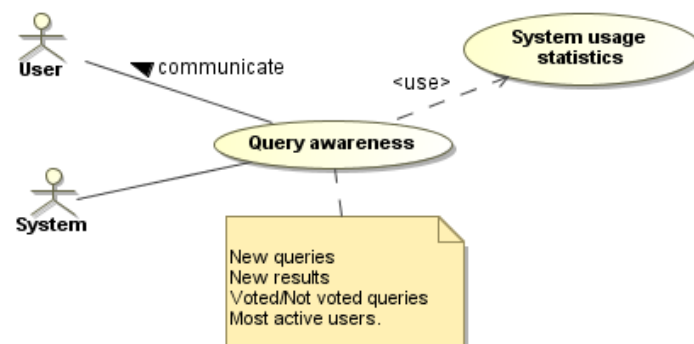 System usage
statistics
User
communicate
<use>
Query awareness
System
New queries
New results
Voted/Not voted queries
Most active users.